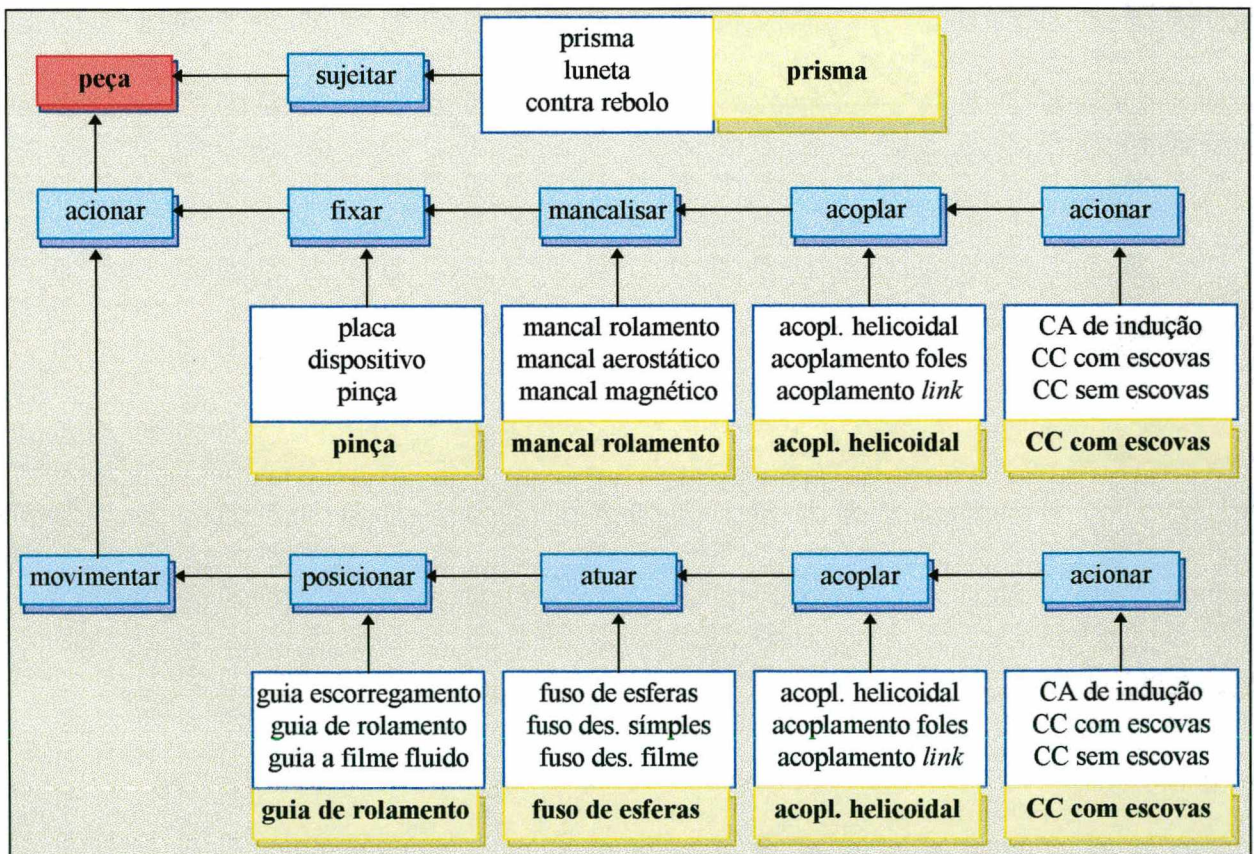 peça
sujeitar
prisma
luneta
contra rebolo
prisma
acionar
fixar
mancalisar
acoplar
acionar
placa
dispositivo
pinça
pinça
mancal rolamento
mancal aerostático
mancal magnético
mancal rolamento
acopl. helicoidal
acoplamento foles
acoplamento link
acopl. helicoidal
CA de indução
CC com escovas
CC sem escovas
CC com escovas
movimentar
posicionar
atuar
acoplar
acionar
guia escorregamento
guia de rolamento
guia a filme fluido
guia de rolamento
fuso de esferas
fuso des. símples
fuso des. filme
fuso de esferas
acopl. helicoidal
acoplamento foles
acoplamento link
acopl. helicoidal
CA de indução
CC com escovas
CC sem escovas
CC com escovas